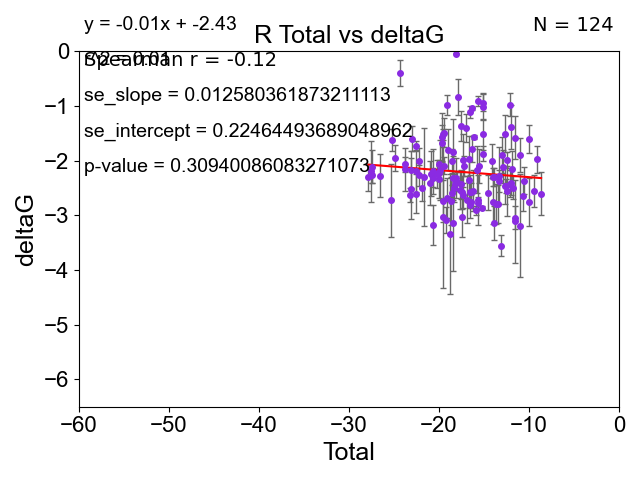 y = -0.01x + -2.43
N = 124
R Total vs deltaG
Spearman r = -0.12
se_slope = 0.012580361873211113
se_intercept = 0.22464493689048962
p-value = 0.30940086083271073
deltaG
0
−1
−2
−3
−4
−5
−6
−60
−50
−40
−30
−20
−10
0
Total